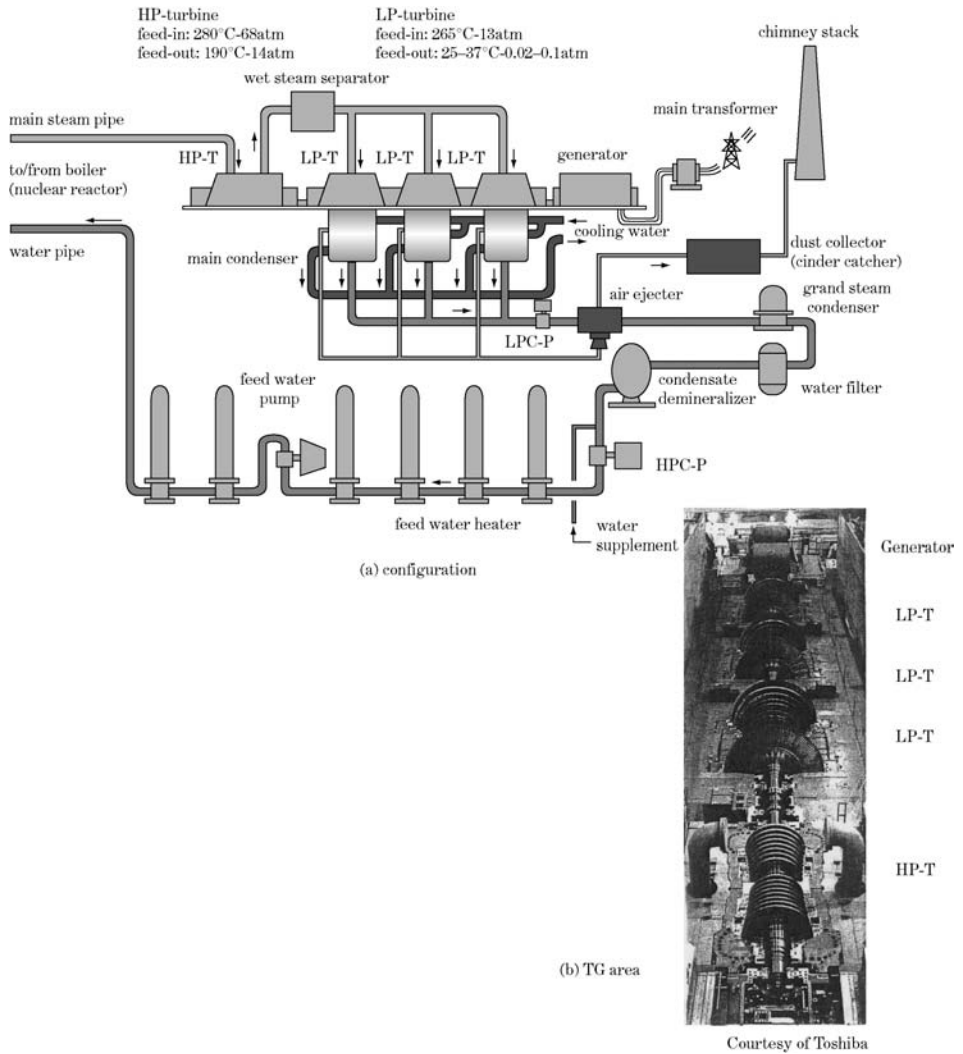 HP-turbine
feed-in: 280°C-68atm
feed-out: 190°C-14atm
LP-turbine
feed-in: 265°C-13atm
feed-out: 25–37°C-0.02–0.1atm
chimney stack
wet steam separator
main transformer
main steam pipe
HP-T
LP-T
LP-T
LP-T
generator
to/from boiler
(nuclear reactor)
water pipe
cooling water
main condenser
dust collector
(cinder catcher)
air ejecter
grand steam
condenser
LPC-P
feed water
pump
condensate
demineralizer
water filter
HPC-P
feed water heater
water
supplement
(a) configuration
Generator
LP-T
LP-T
LP-T
HP-T
(b) TG area
Courtesy of Toshiba